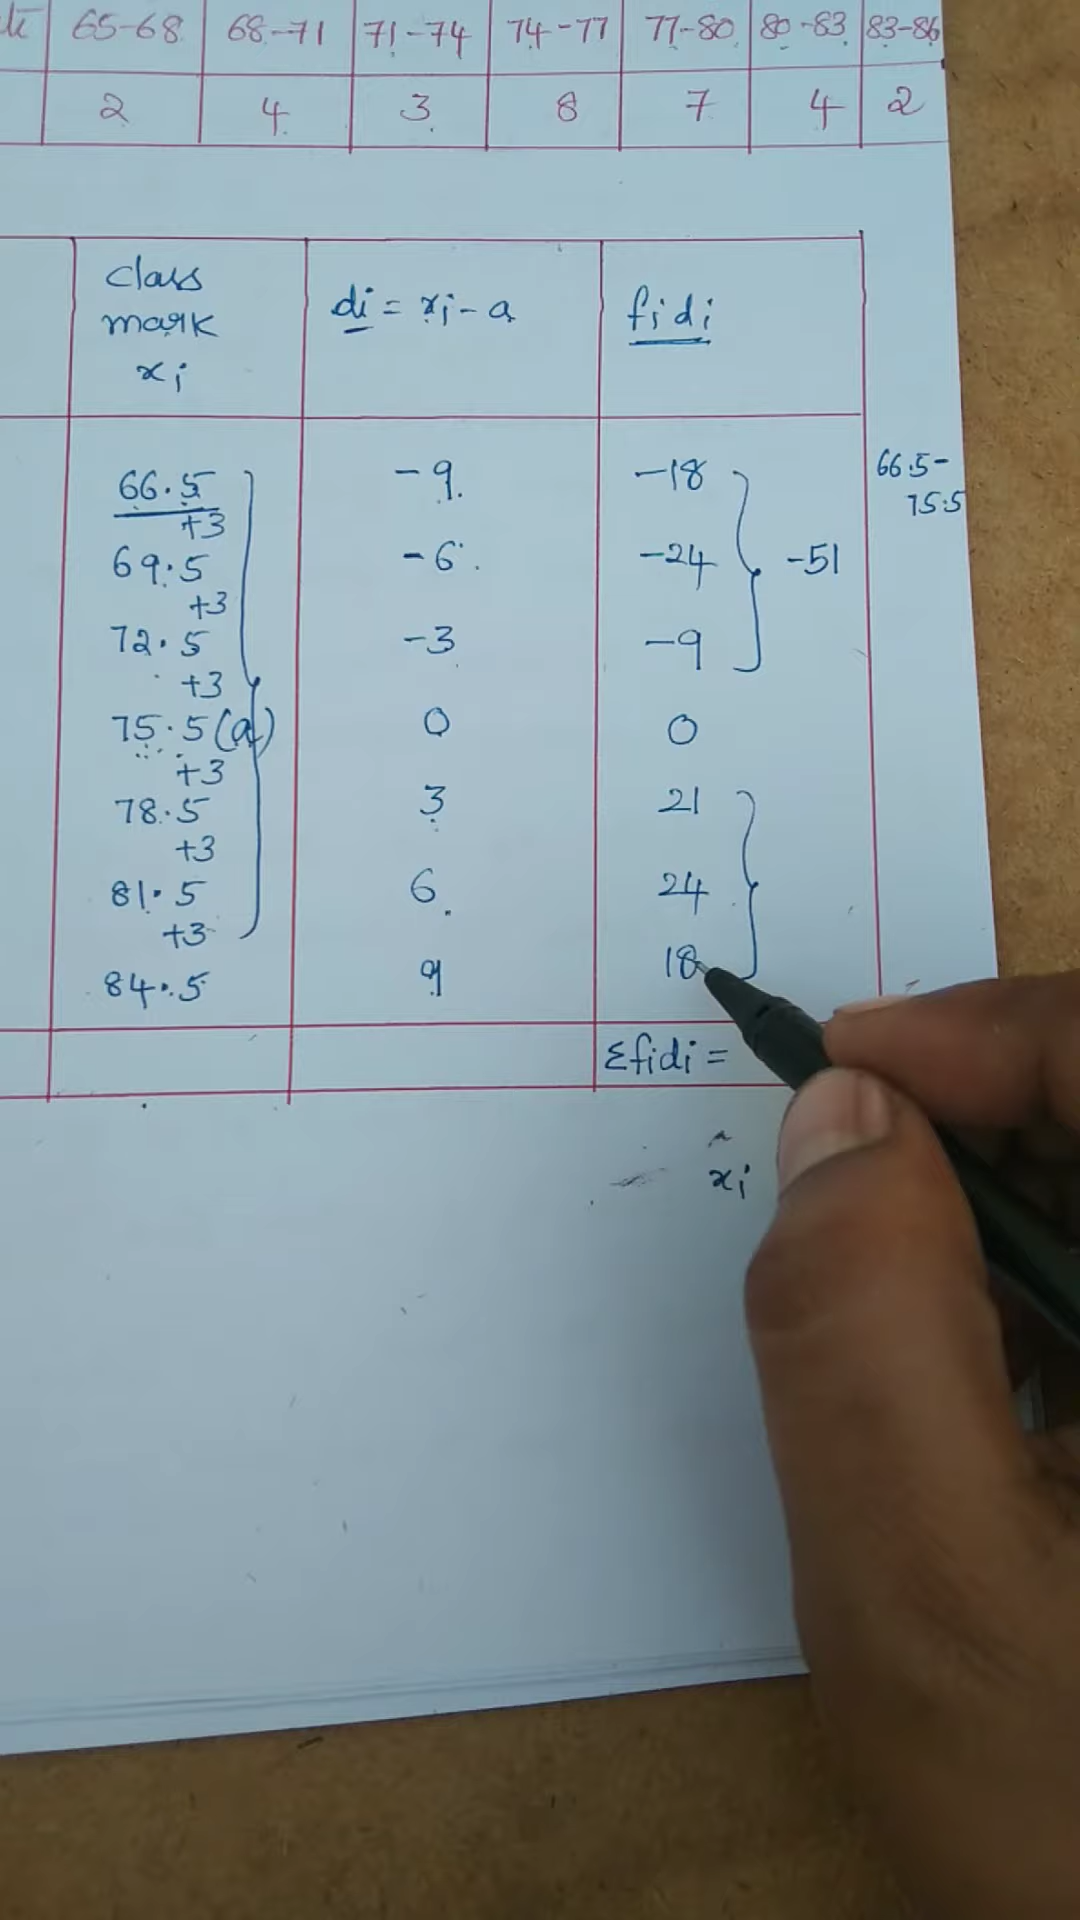 65-68 68-71 71-74 74-77 77-80 80-83 83-86
2 4 3 8 7 4 2
class
mark
xi
di = xi - a
fidi
66.5 -9 -18 66.5-
+3 75.5
69.5 -6 -24 -51
+3
72.5 -3 -9
+3
75.5(a) 0 0
+3
78.5 3 21
+3
81.5 6 24
+3
84.5 9 18
Σfidi =
xi